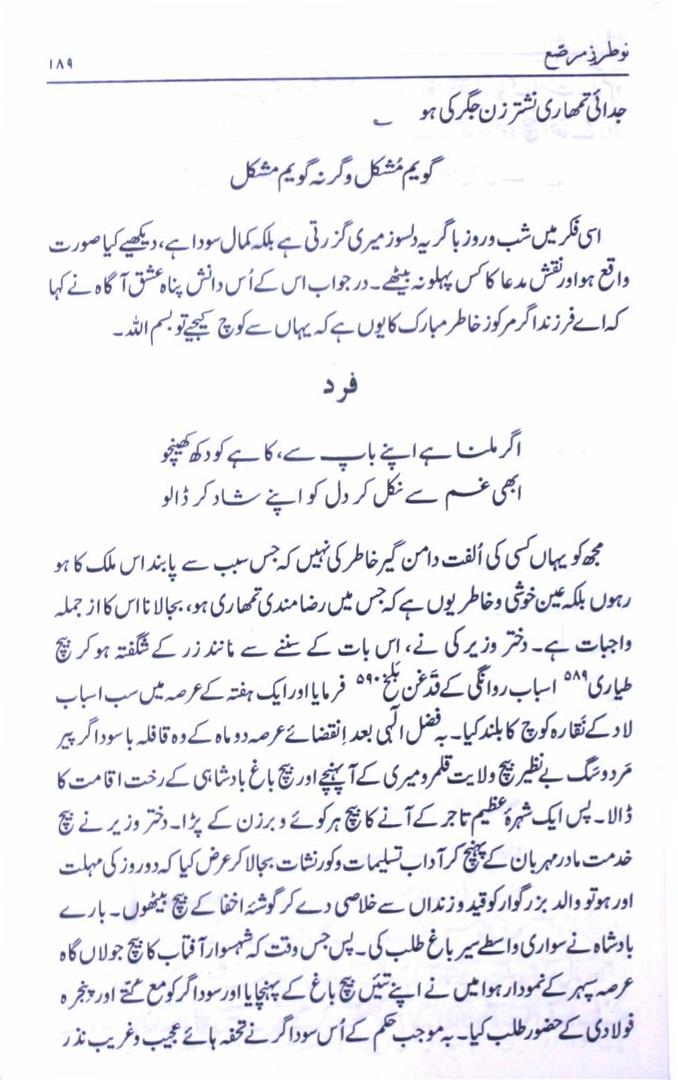 نو طرزِ مرصّع ۱۸۹
جدائی تمھاری نشتر زن جگر کی ہو ؎
گویم مُشکل و گر نہ گویم مشکل
اسی فکر میں شب و روز باگریہ دلسوز میری گزرتی ہے بلکہ کمال سودا ہے، دیکھیے کیا صورت
واقع ہو اور نقش مدعا کا کس پہلو نہ بیٹھے۔ در جواب اس کے اُس دانش پناہ عشق آگاہ نے کہا
کہ اے فرزند اگر مرکوز خاطر مبارک کا یوں ہے کہ یہاں سے کوچ کیجیے تو بسم اللہ۔
فرد
اگر ملنا ہے اپنے باپ سے، کاہے کو دکھ کھینچو
ابھی غم سے نکل کر دل کو اپنے شاد کر ڈالو
مجھ کو یہاں کسی کی اُلفت دامن گیر خاطر کی نہیں کہ جس سبب سے پابند اس ملک کا ہو
رہوں بلکہ عین خوشی و خاطر یوں ہے کہ جس میں رضامندی تمھاری ہو، بجالانا اس کا از جملہ
واجبات ہے۔ دختر وزیر کی نے، اس بات کے سننے سے مانند زر کے شگفتہ ہو کر بیچ
طیاری ۵۸۹ اسباب روانگی کے قدغن بَلخ ۵۹۰ فرمایا اور ایک ہفتہ کے عرصہ میں سب اسباب
لاد کے نقارہ کوچ کا بلند کیا۔ بہ فضل الٰہی بعد اِنقضائے عرصہ دو ماہ کے وہ قافلہ با سوداگر پیر
مَرد و سگ بے نظیر بیچ ولایت قلمرو میری کے آپہنچے اور بیچ باغ بادشاہی کے رخت اقامت کا
ڈالا۔ پس ایک شہرۂ عظیم تاجر کے آنے کا بیچ ہر کوئے و برزن کے پڑا۔ دختر وزیر نے بیچ
خدمت مادر مہربان کے پہنچ کر آداب تسلیمات و کورنشات بجالا کر عرض کیا کہ دو روز کی مہلت
اور ہو تو والد بزرگوار کو قید و زنداں سے خلاصی دے کر گوشۂ اخفا کے بیچ بیٹھوں۔ بارے
بادشاہ نے سواری واسطے سیر باغ طلب کی۔ پس جس وقت کہ شہسوار آفتاب کا بیچ جولاں گاہ
عرصہ سپہر کے نمودار ہوا میں نے اپنے تئیں بیچ باغ کے پہنچایا اور سوداگر کو مع کتے اور پنجرہ
فولادی کے حضور طلب کیا۔ بہ موجب حکم کے اُس سوداگر نے تحفہ ہائے عجیب و غریب نذر